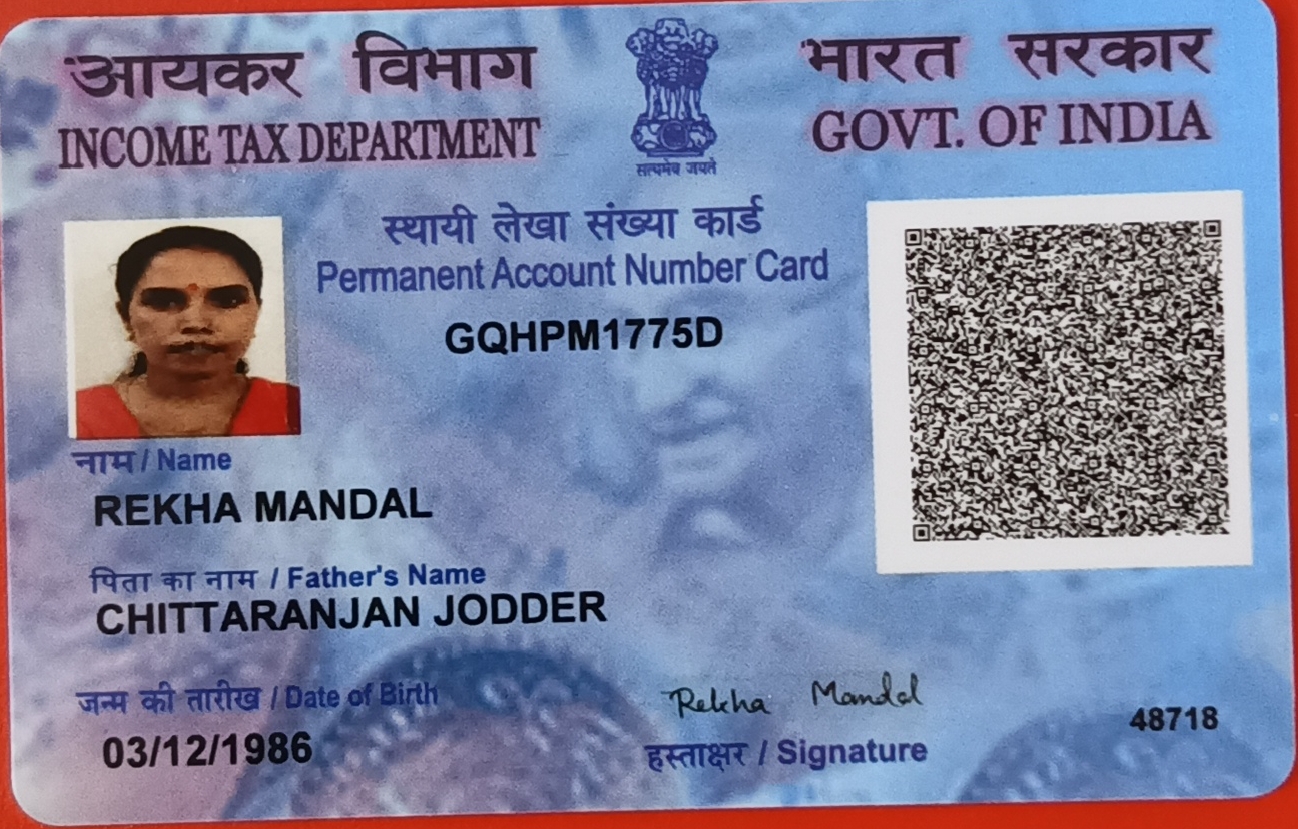 आयकर विभाग
INCOME TAX DEPARTMENT
सत्यमेव जयते
भारत सरकार
GOVT. OF INDIA
स्थायी लेखा संख्या कार्ड
Permanent Account Number Card
GQHPM1775D
नाम / Name
REKHA MANDAL
पिता का नाम / Father's Name
CHITTARANJAN JODDER
जन्म की तारीख / Date of Birth
03/12/1986
Rekha Mandal
हस्ताक्षर / Signature
48718